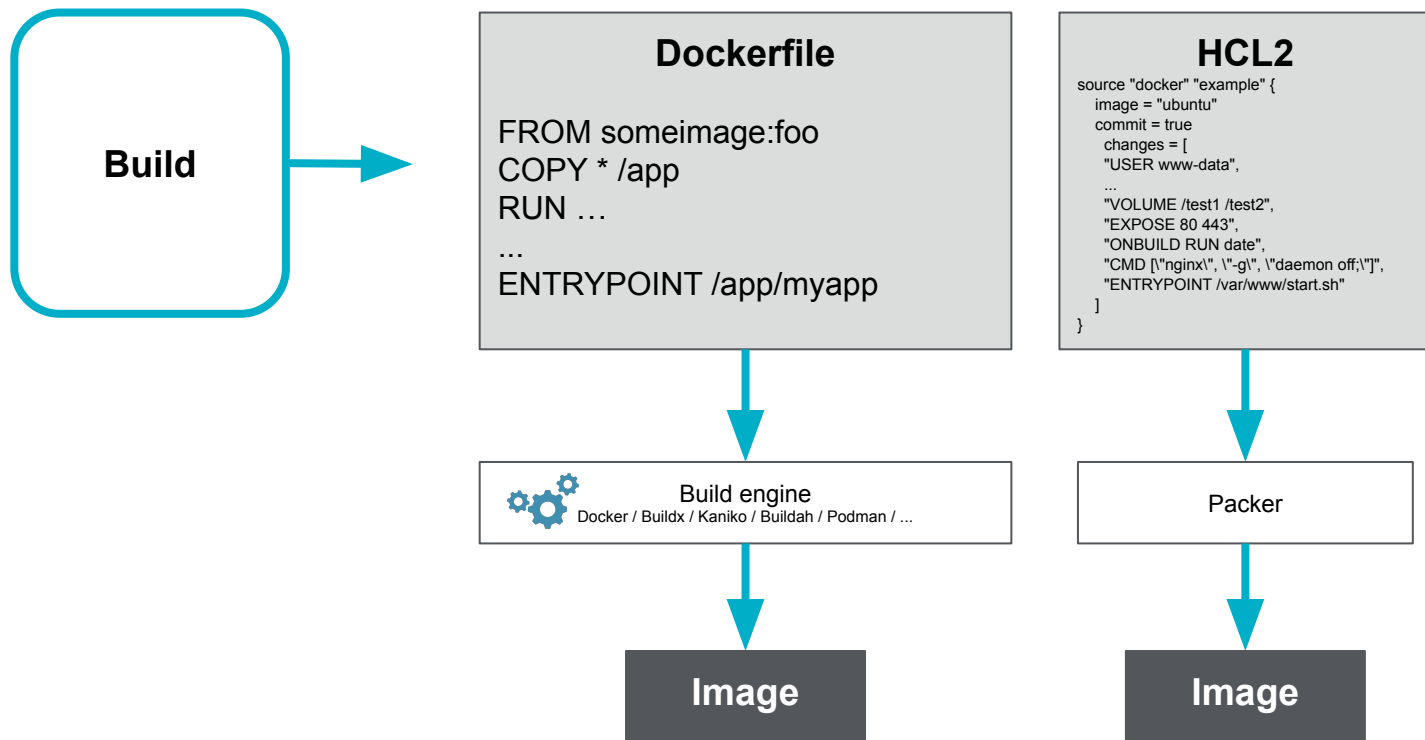 Build
Dockerfile
FROM someimage:foo
COPY * /app
RUN …
...
ENTRYPOINT /app/myapp
HCL2
source "docker" "example" {
image = "ubuntu"
commit = true
changes = [
"USER www-data",
...
"VOLUME /test1 /test2",
"EXPOSE 80 443",
"ONBUILD RUN date",
"CMD [\"nginx\", \"-g\", \"daemon off;\"]",
"ENTRYPOINT /var/www/start.sh"
]
}
Build engine
Docker / Buildx / Kaniko / Buildah / Podman / ...
Packer
Image
Image